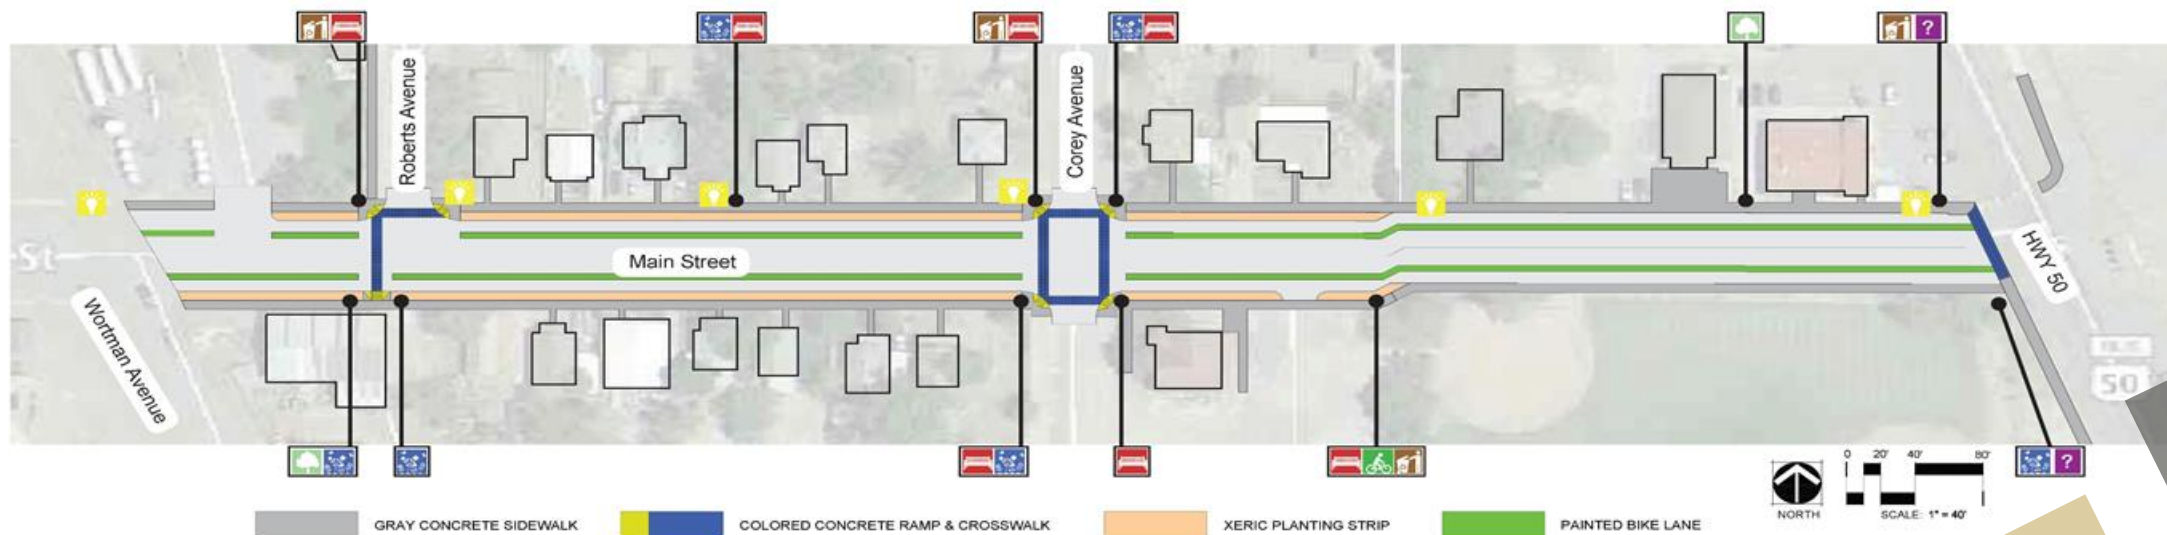 Roberts Avenue
Corey Avenue
?
St
Main Street
Wortman Avenue
HWY 50
50
?
0 20' 40' 80'
NORTH
SCALE: 1" = 40'
GRAY CONCRETE SIDEWALK
COLORED CONCRETE RAMP & CROSSWALK
XERIC PLANTING STRIP
PAINTED BIKE LANE